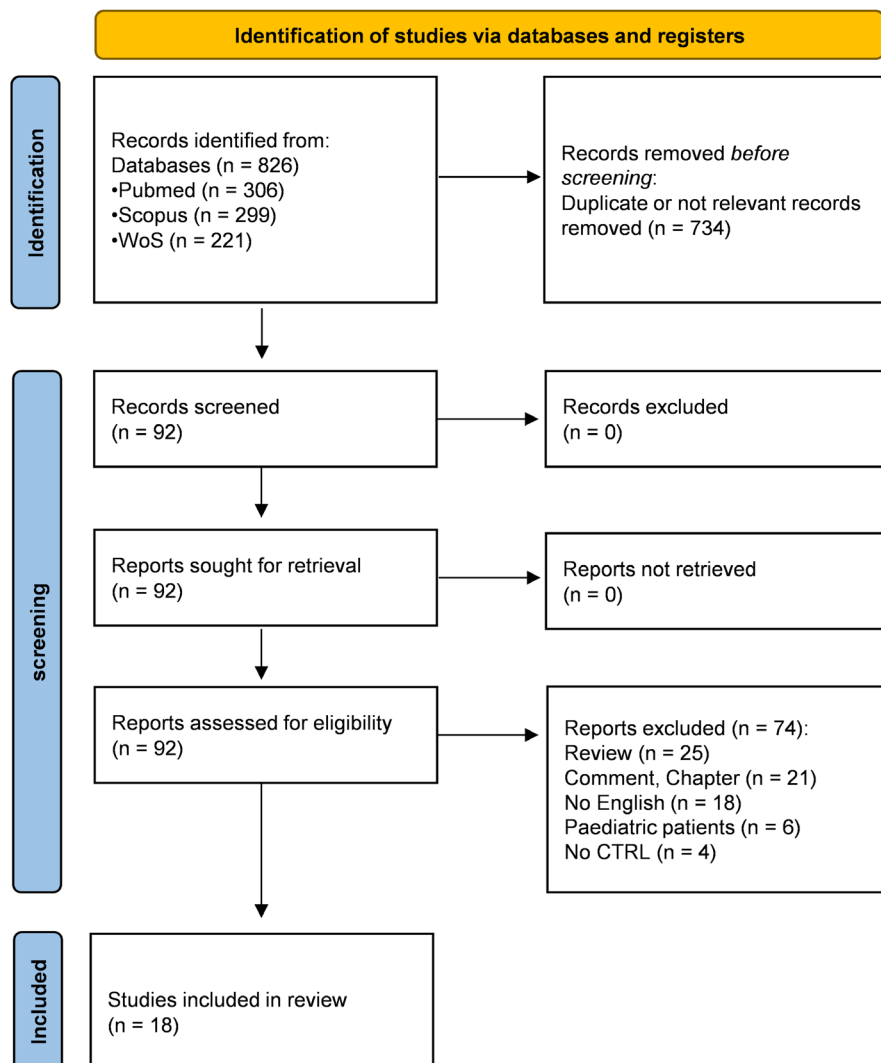 Identification of studies via databases and registers
Identification
Records identified from:
Databases (n = 826)
•Pubmed (n = 306)
•Scopus (n = 299)
•WoS (n = 221)
Records removed before
screening:
Duplicate or not relevant records
removed (n = 734)
screening
Records screened
(n = 92)
Records excluded
(n = 0)
Reports sought for retrieval
(n = 92)
Reports not retrieved
(n = 0)
Reports assessed for eligibility
(n = 92)
Reports excluded (n = 74):
Review (n = 25)
Comment, Chapter (n = 21)
No English (n = 18)
Paediatric patients (n = 6)
No CTRL (n = 4)
Included
Studies included in review
(n = 18)